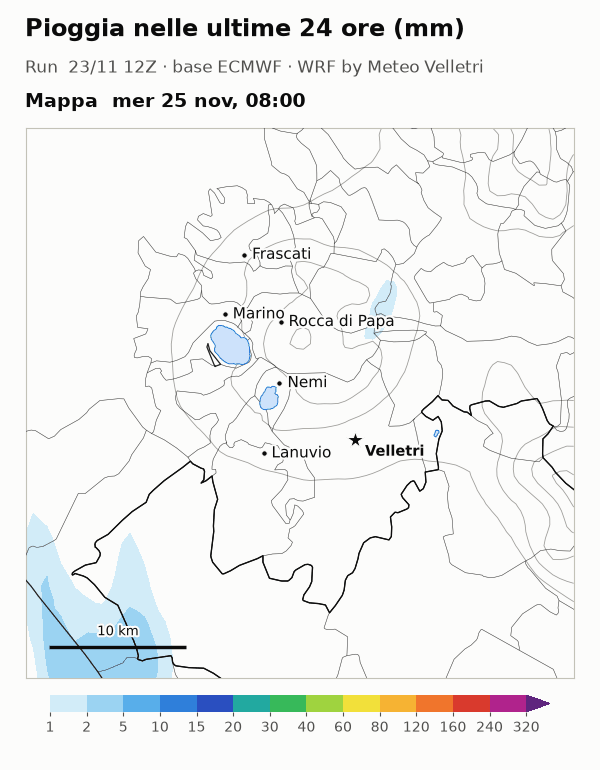 Pioggia nelle ultime 24 ore (mm)
Run  23/11 12Z · base ECMWF · WRF by Meteo Velletri
Mappa  mer 25 nov, 08:00
Frascati
Marino
Rocca di Papa
Nemi
Velletri
Lanuvio
10 km
1 2 5 10 15 20 30 40 60 80 120 160 240 320